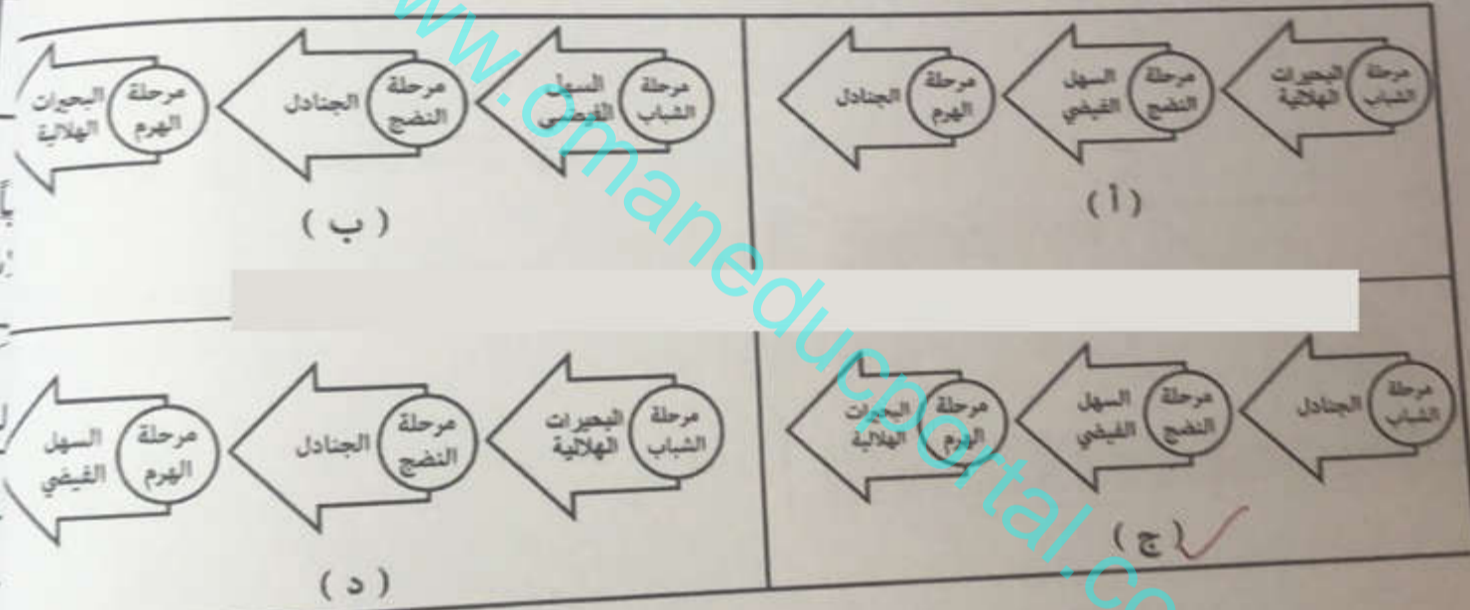 مرحلة الشباب
البحيرات الهلالية
مرحلة النضج
السهل الفيضي
مرحلة الهرم
الجنادل
( أ )
مرحلة الشباب
السهل الفيضي
مرحلة النضج
الجنادل
مرحلة الهرم
البحيرات الهلالية
( ب )
مرحلة الشباب
الجنادل
مرحلة النضج
السهل الفيضي
مرحلة الهرم
البحيرات الهلالية
( ج )
مرحلة الشباب
البحيرات الهلالية
مرحلة النضج
الجنادل
مرحلة الهرم
السهل الفيضي
( د )
ww.omaneducportal.co